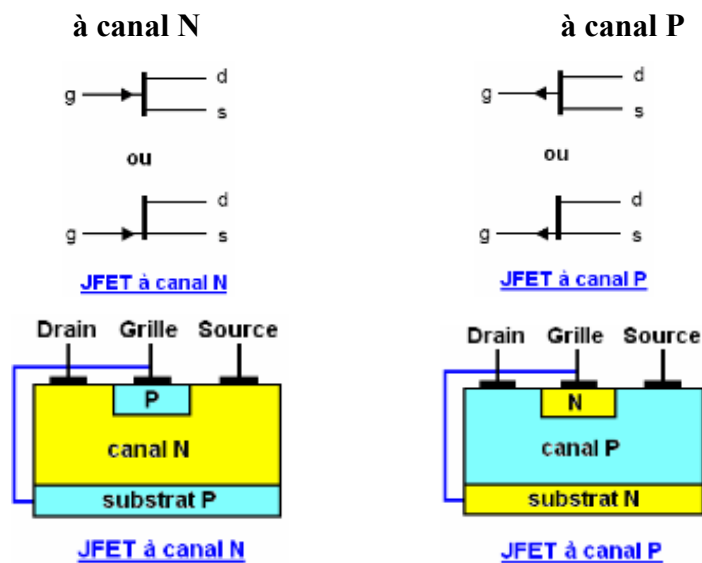 à canal N
à canal P
d
g
s
ou
d
g
s
JFET à canal N
d
g
s
ou
d
g
s
JFET à canal P
Drain Grille Source
P
canal N
substrat P
JFET à canal N
Drain Grille Source
N
canal P
substrat N
JFET à canal P